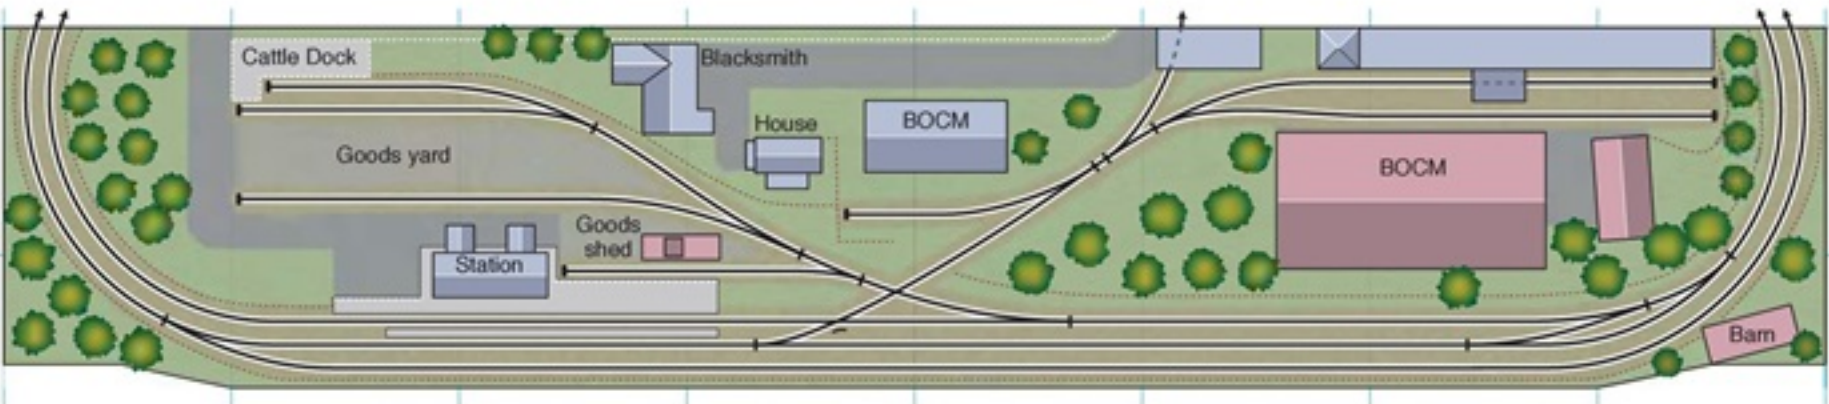 Cattle Dock
Blacksmith
House
BOCM
Goods yard
BOCM
Goods
shed
Station
Barn